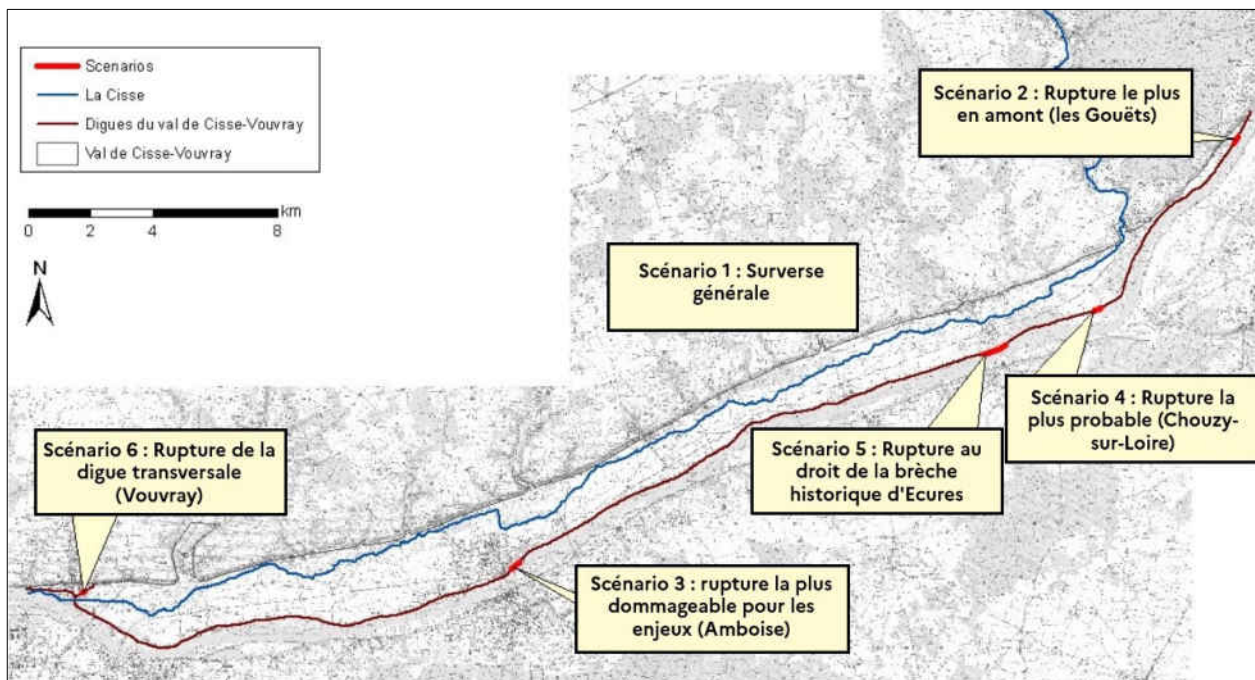 Scenarios
La Cisse
Digues du val de Cisse-Vouvray
Val de Cisse-Vouvray
km
0 2 4 8
N
Scénario 2 : Rupture le plus
en amont (les Gouëts)
Scénario 1 : Surverse
générale
Scénario 4 : Rupture la
plus probable (Chouzy-
sur-Loire)
Scénario 5 : Rupture au
droit de la brèche
historique d'Ecures
Scénario 6 : Rupture de la
digue transversale
(Vouvray)
Scénario 3 : rupture la plus
dommageable pour les
enjeux (Amboise)